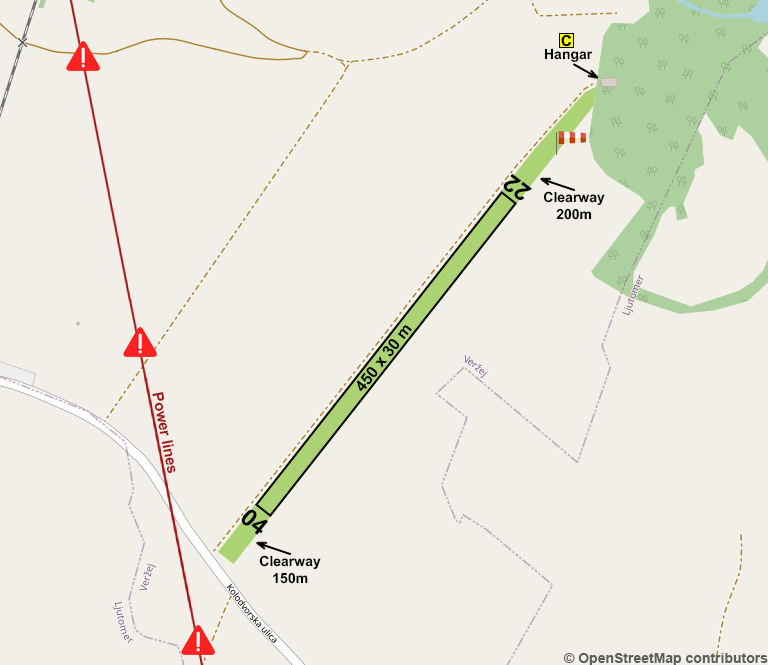 C
Hangar
22
Clearway
200m
Ljutomer
450 x 30 m
Veržej
Power lines
04
Clearway
150m
Veržej
Ljutomer
Kolodvorska ulica
© OpenStreetMap contributors